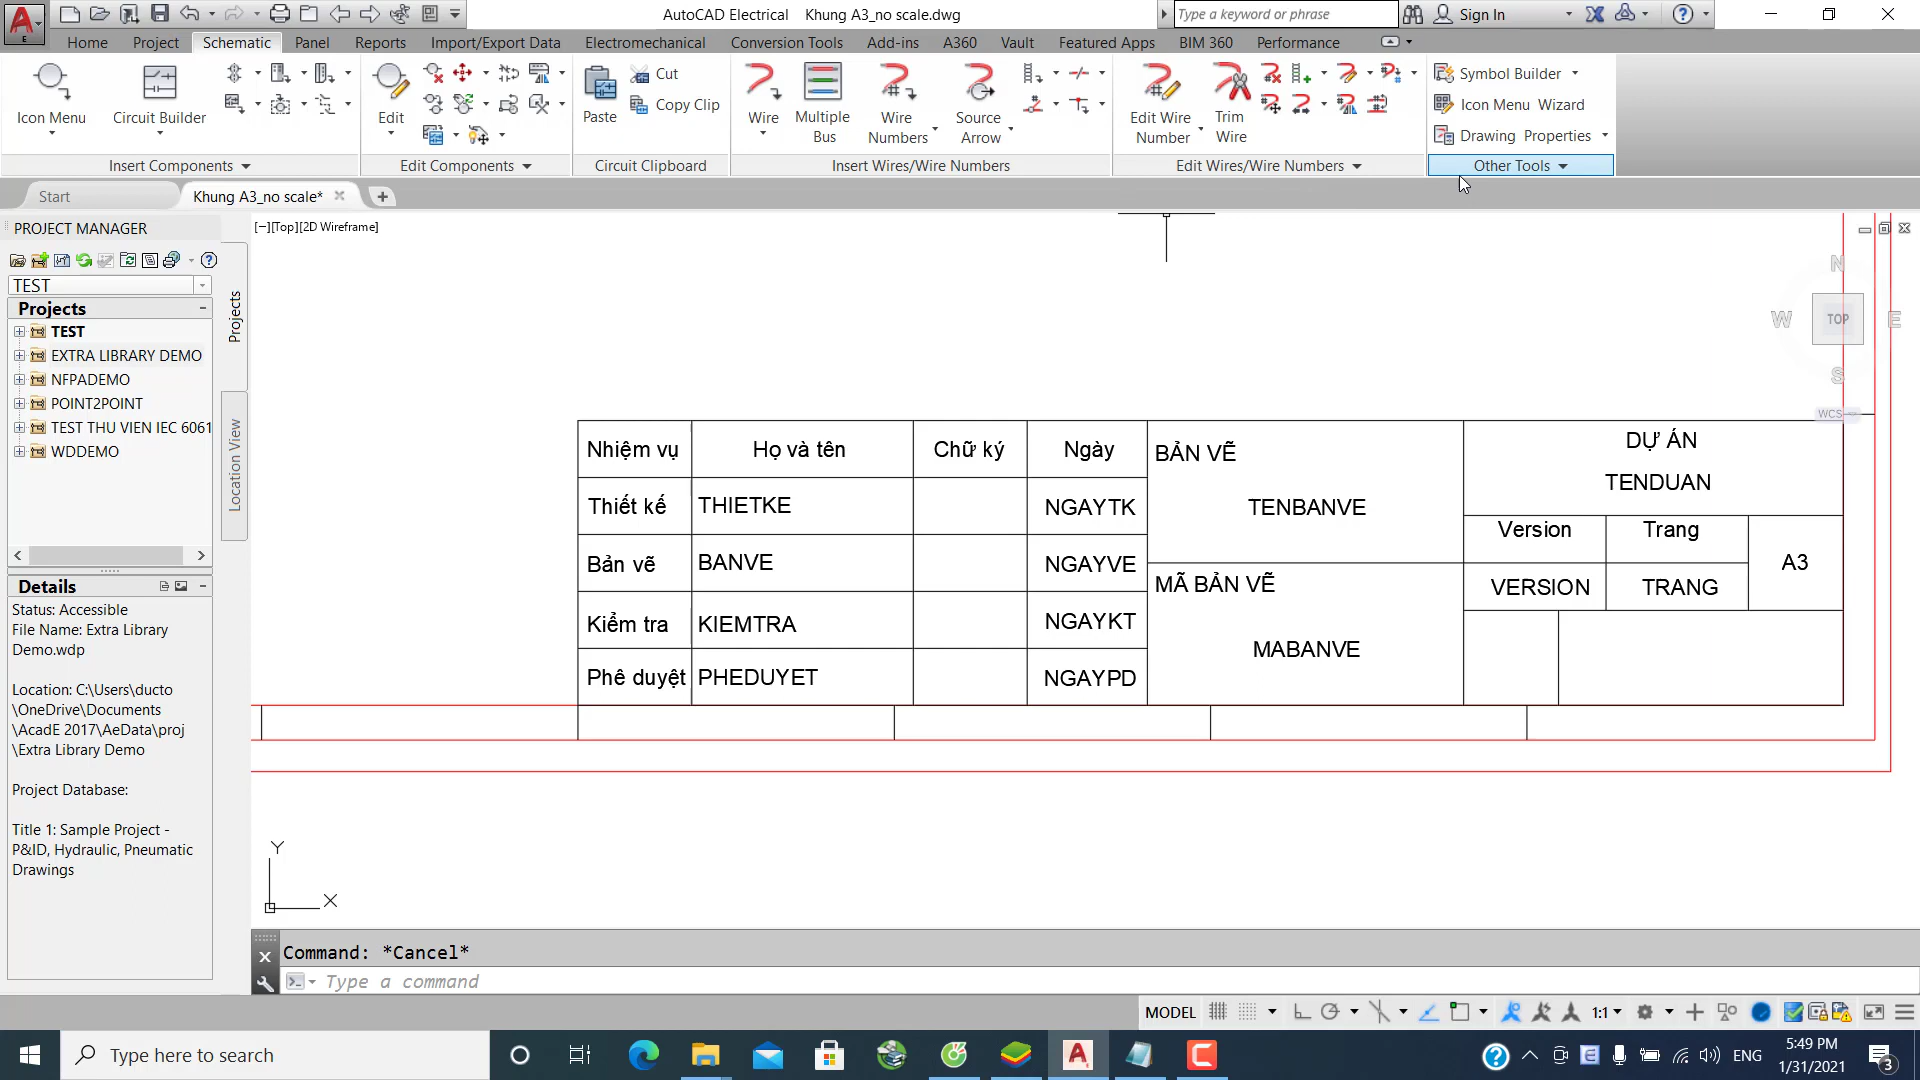 AutoCAD Electrical Khung A3_no scale.dwg
Type a keyword or phrase
Sign In
Home Project Schematic Panel Reports Import/Export Data Electromechanical Conversion Tools Add-ins A360 Vault Featured Apps BIM 360 Performance
Icon Menu
Circuit Builder
Insert Components
Edit
Edit Components
Paste
Cut
Copy Clip
Circuit Clipboard
Wire
Multiple Bus
Wire Numbers
Source Arrow
Insert Wires/Wire Numbers
Edit Wire Number
Trim Wire
Edit Wires/Wire Numbers
Symbol Builder
Icon Menu Wizard
Drawing Properties
Other Tools
Start
Khung A3_no scale*
PROJECT MANAGER
TEST
Projects
TEST
EXTRA LIBRARY DEMO
NFPADEMO
POINT2POINT
TEST THU VIEN IEC 6061
WDDEMO
Projects
Location View
Details
Status: Accessible
File Name: Extra Library
Demo.wdp
Location: C:\Users\ducto
\OneDrive\Documents
\AcadE 2017\AeData\proj
\Extra Library Demo
Project Database:
Title 1: Sample Project -
P&ID, Hydraulic, Pneumatic
Drawings
[−][Top][2D Wireframe]
N
W TOP E
S
WCS
Nhiệm vụ Họ và tên Chữ ký Ngày
Thiết kế THIETKE NGAYTK
Bản vẽ BANVE NGAYVE
Kiểm tra KIEMTRA NGAYKT
Phê duyệt PHEDUYET NGAYPD
BẢN VẼ
TENBANVE
MÃ BẢN VẼ
MABANVE
DỰ ÁN
TENDUAN
Version Trang
VERSION TRANG
A3
Y
X
Command: *Cancel*
Type a command
MODEL
1:1
Type here to search
ENG
5:49 PM
1/31/2021
3